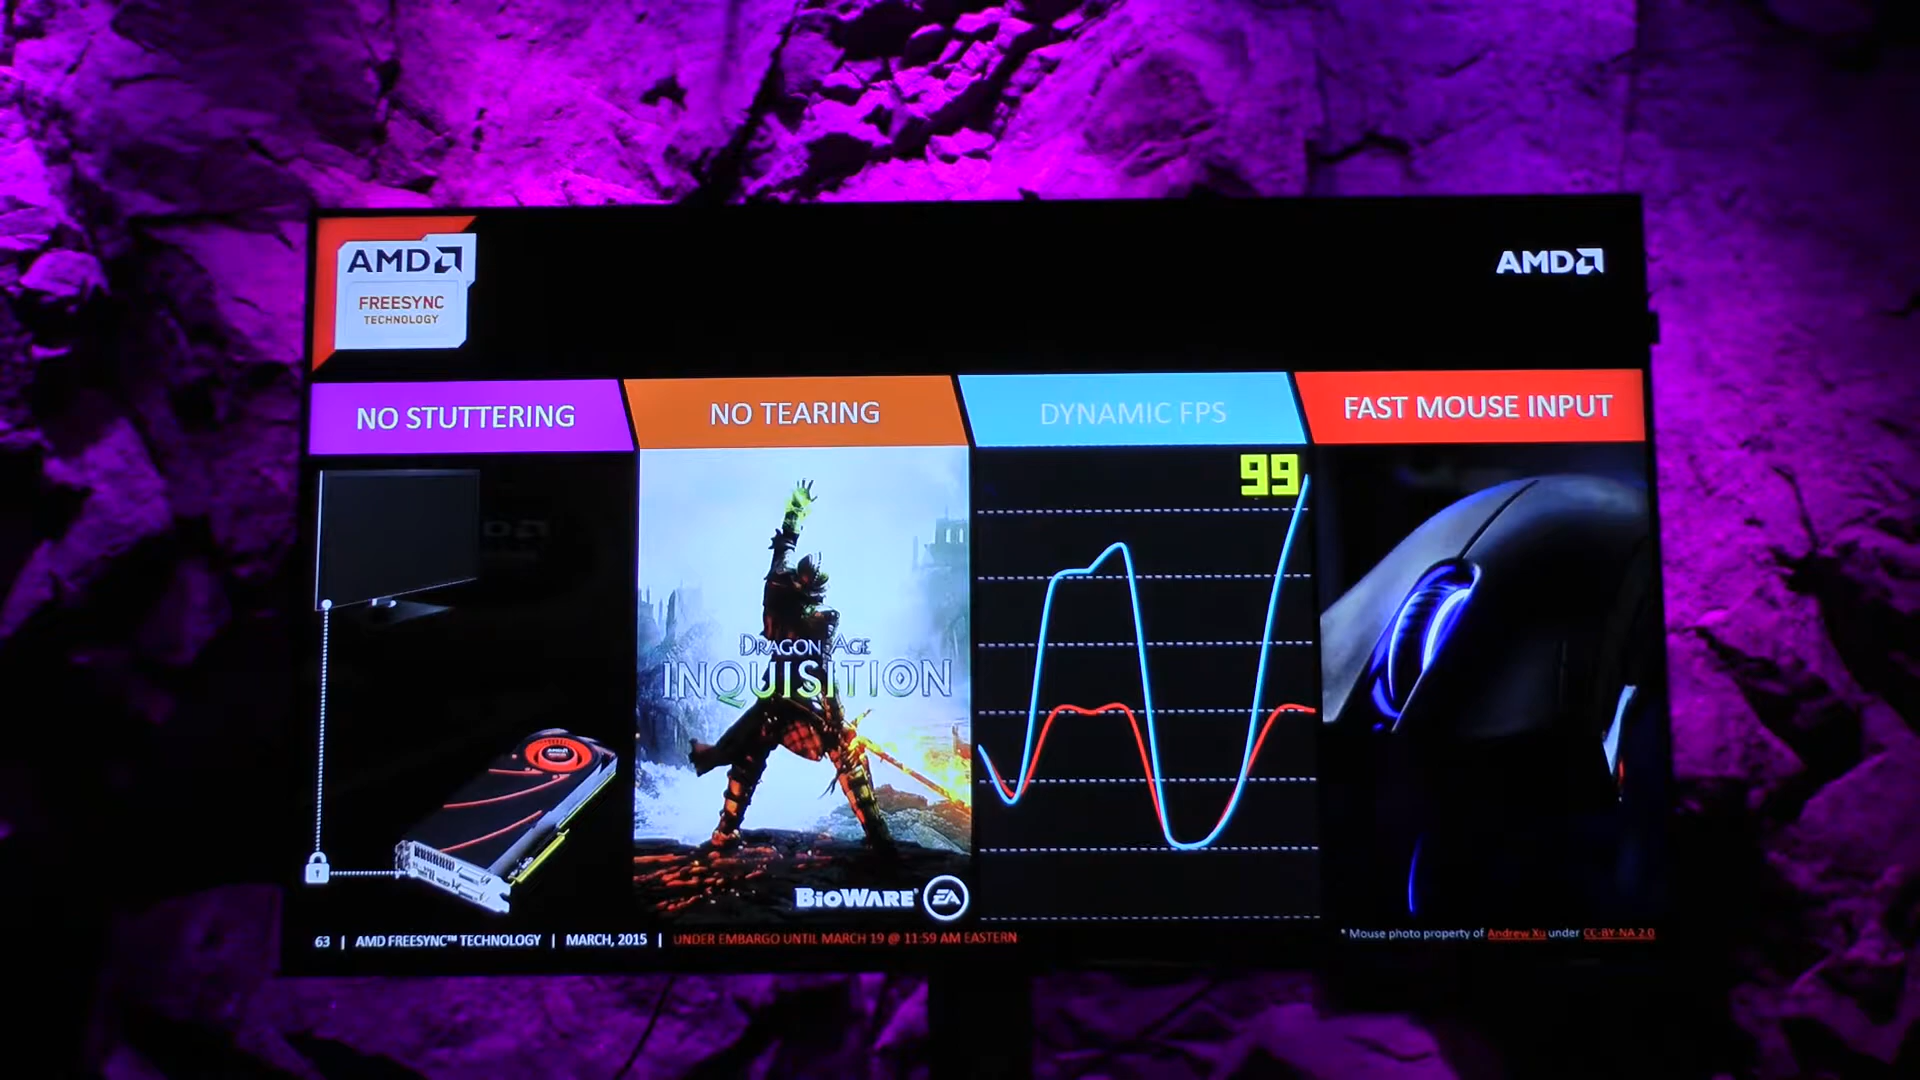 AMD
FREESYNC
TECHNOLOGY
AMD
NO STUTTERING
NO TEARING
DYNAMIC FPS
FAST MOUSE INPUT
99
DRAGON AGE
INQUISITION
BIOWARE®
EA
63 | AMD FREESYNC™ TECHNOLOGY | MARCH, 2015 | UNDER EMBARGO UNTIL MARCH 19 @ 11:59 AM EASTERN
* Mouse photo property of Andrew Xu under CC-BY-NA 2.0